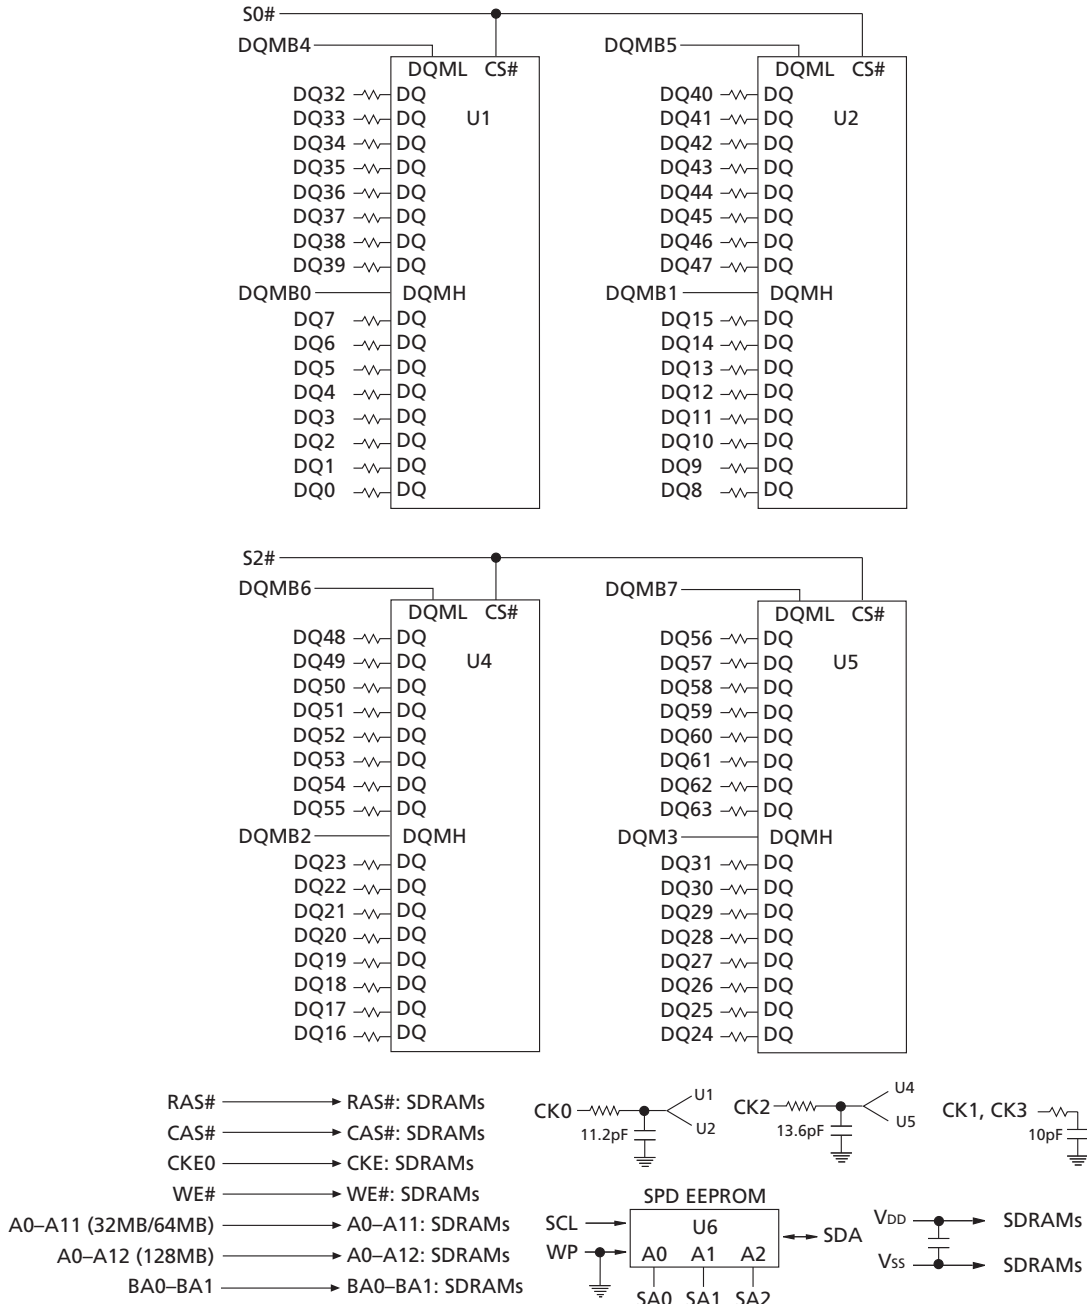 S0#
DQMB4
DQML CS#
U1
DQ32 DQ
DQ33 DQ
DQ34 DQ
DQ35 DQ
DQ36 DQ
DQ37 DQ
DQ38 DQ
DQ39 DQ
DQMB0 DQMH
DQ7 DQ
DQ6 DQ
DQ5 DQ
DQ4 DQ
DQ3 DQ
DQ2 DQ
DQ1 DQ
DQ0 DQ
DQMB5
DQML CS#
U2
DQ40 DQ
DQ41 DQ
DQ42 DQ
DQ43 DQ
DQ44 DQ
DQ45 DQ
DQ46 DQ
DQ47 DQ
DQMB1 DQMH
DQ15 DQ
DQ14 DQ
DQ13 DQ
DQ12 DQ
DQ11 DQ
DQ10 DQ
DQ9 DQ
DQ8 DQ
S2#
DQMB6
DQML CS#
U4
DQ48 DQ
DQ49 DQ
DQ50 DQ
DQ51 DQ
DQ52 DQ
DQ53 DQ
DQ54 DQ
DQ55 DQ
DQMB2 DQMH
DQ23 DQ
DQ22 DQ
DQ21 DQ
DQ20 DQ
DQ19 DQ
DQ18 DQ
DQ17 DQ
DQ16 DQ
DQMB7
DQML CS#
U5
DQ56 DQ
DQ57 DQ
DQ58 DQ
DQ59 DQ
DQ60 DQ
DQ61 DQ
DQ62 DQ
DQ63 DQ
DQM3 DQMH
DQ31 DQ
DQ30 DQ
DQ29 DQ
DQ28 DQ
DQ27 DQ
DQ26 DQ
DQ25 DQ
DQ24 DQ
RAS# RAS#: SDRAMs
CAS# CAS#: SDRAMs
CKE0 CKE: SDRAMs
WE# WE#: SDRAMs
A0–A11 (32MB/64MB) A0–A11: SDRAMs
A0–A12 (128MB) A0–A12: SDRAMs
BA0–BA1 BA0–BA1: SDRAMs
CK0
U1
U2
11.2pF
CK2
U4
U5
13.6pF
CK1, CK3
10pF
SPD EEPROM
SCL U6 SDA
WP A0 A1 A2
SA0 SA1 SA2
VDD SDRAMs
VSS SDRAMs